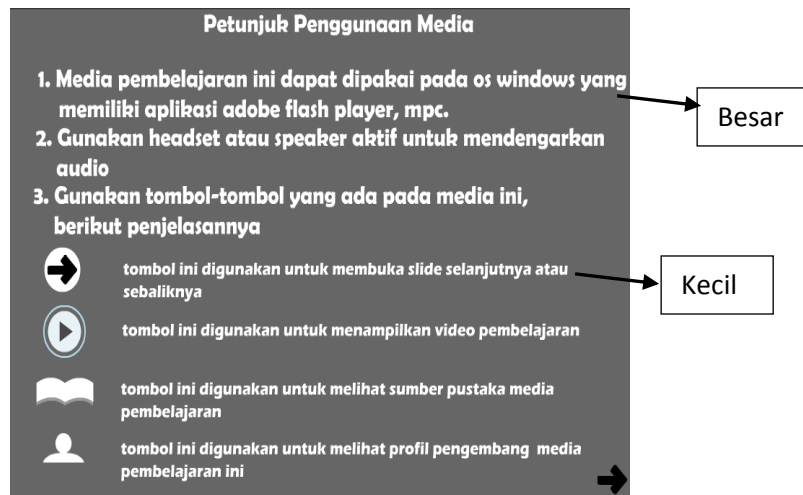 Petunjuk Penggunaan Media
1. Media pembelajaran ini dapat dipakai pada os windows yang
memiliki aplikasi adobe flash player, mpc.
Besar
2. Gunakan headset atau speaker aktif untuk mendengarkan
audio
3. Gunakan tombol-tombol yang ada pada media ini,
berikut penjelasannya
tombol ini digunakan untuk membuka slide selanjutnya atau
sebaliknya
Kecil
tombol ini digunakan untuk menampilkan video pembelajaran
tombol ini digunakan untuk melihat sumber pustaka media
pembelajaran
tombol ini digunakan untuk melihat profil pengembang media
pembelajaran ini